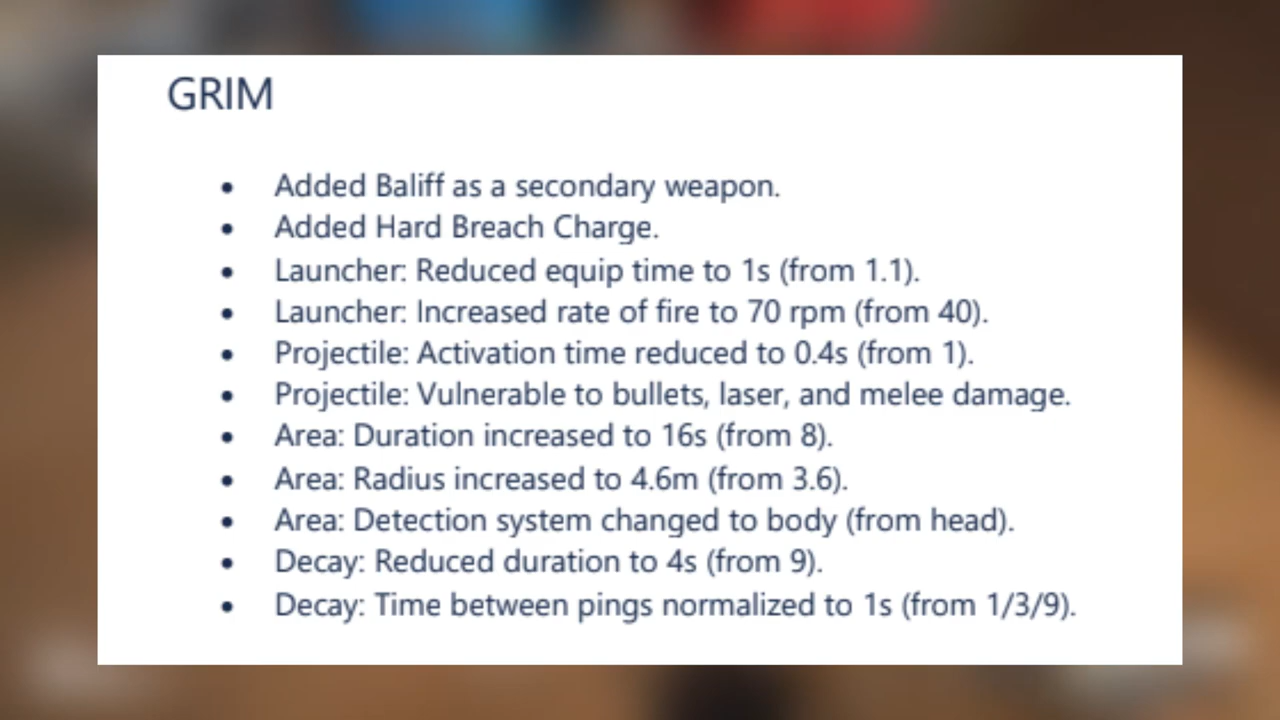 GRIM
• Added Baliff as a secondary weapon.
• Added Hard Breach Charge.
• Launcher: Reduced equip time to 1s (from 1.1).
• Launcher: Increased rate of fire to 70 rpm (from 40).
• Projectile: Activation time reduced to 0.4s (from 1).
• Projectile: Vulnerable to bullets, laser, and melee damage.
• Area: Duration increased to 16s (from 8).
• Area: Radius increased to 4.6m (from 3.6).
• Area: Detection system changed to body (from head).
• Decay: Reduced duration to 4s (from 9).
• Decay: Time between pings normalized to 1s (from 1/3/9).